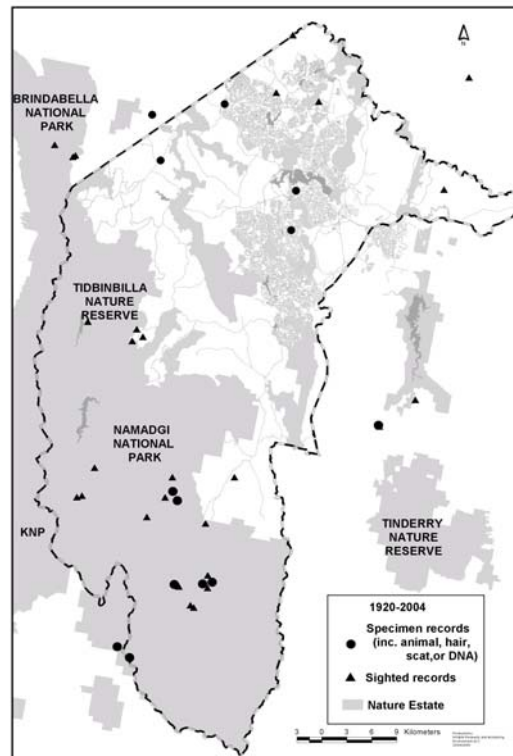 N
BRINDABELLA
NATIONAL
PARK
TIDBINBILLA
NATURE
RESERVE
NAMADGI
NATIONAL
PARK
KNP
TINDERRY
NATURE
RESERVE
1920-2004
Specimen records
(inc. animal, hair,
scat,or DNA)
Sighted records
Nature Estate
3 0 3 6 9 Kilometers